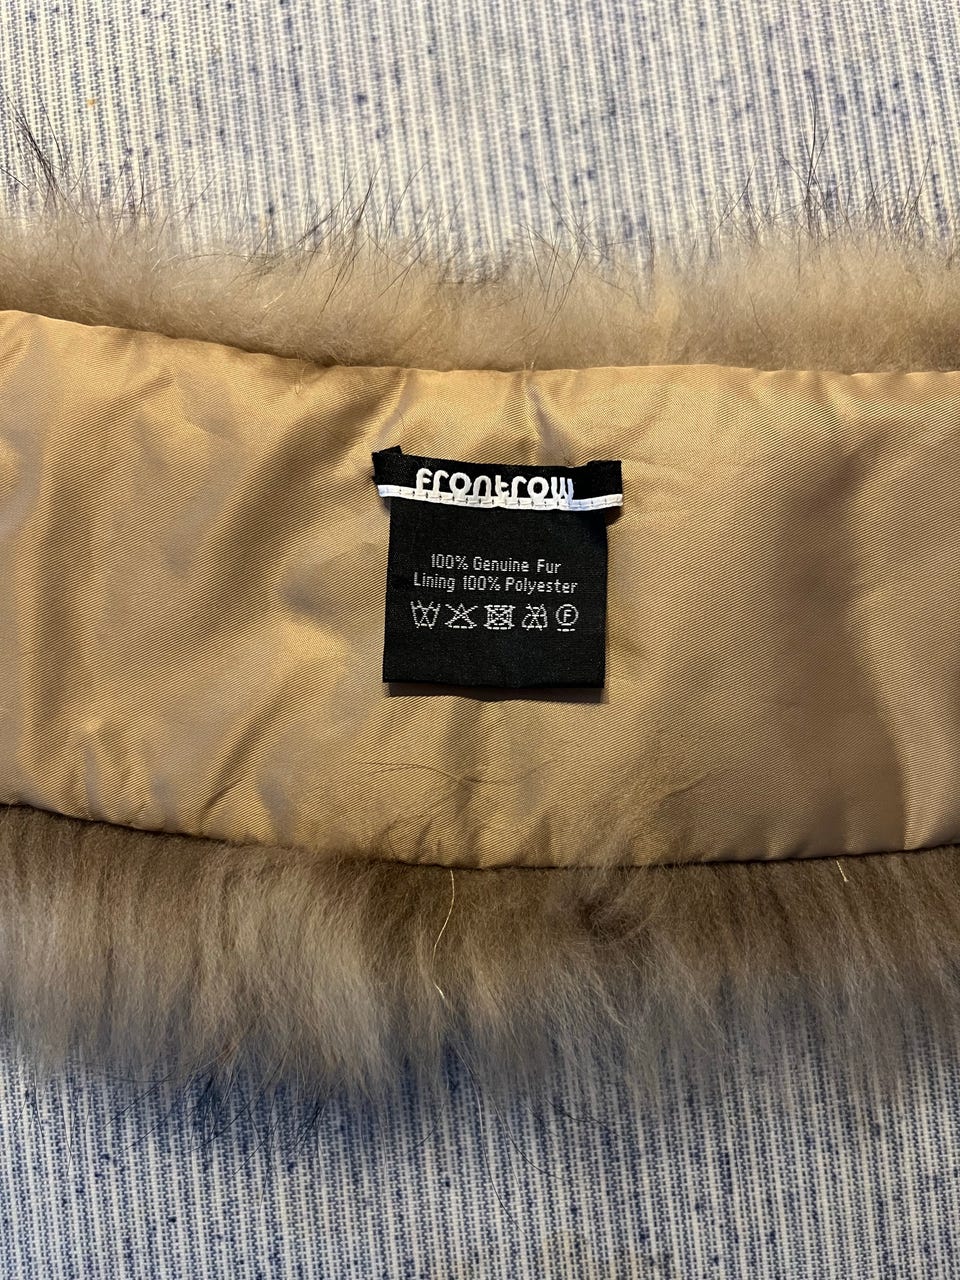 frontrow
100% Genuine Fur
Lining 100% Polyester
F